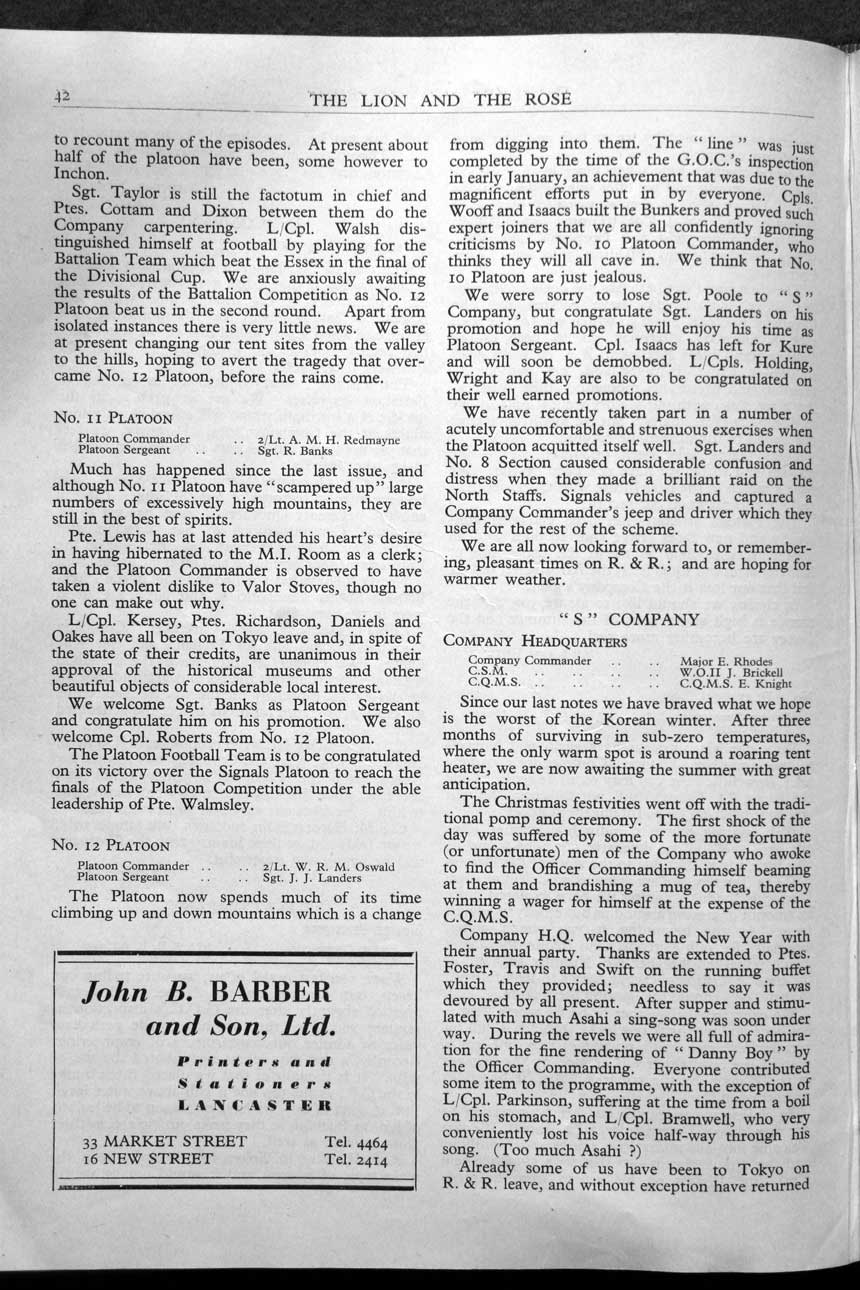 42
THE LION AND THE ROSE
to recount many of the episodes. At present about
half of the platoon have been, some however to
Inchon.
Sgt. Taylor is still the factotum in chief and
Ptes. Cottam and Dixon between them do the
Company carpentering. L/Cpl. Walsh dis-
tinguished himself at football by playing for the
Battalion Team which beat the Essex in the final of
the Divisional Cup. We are anxiously awaiting
the results of the Battalion Competition as No. 12
Platoon beat us in the second round. Apart from
isolated instances there is very little news. We are
at present changing our tent sites from the valley
to the hills, hoping to avert the tragedy that over-
came No. 12 Platoon, before the rains come.
No. 11 Platoon
Platoon Commander .. 2/Lt. A. M. H. Redmayne
Platoon Sergeant .. .. Sgt. R. Banks
Much has happened since the last issue, and
although No. 11 Platoon have "scampered up" large
numbers of excessively high mountains, they are
still in the best of spirits.
Pte. Lewis has at last attended his heart's desire
in having hibernated to the M.I. Room as a clerk;
and the Platoon Commander is observed to have
taken a violent dislike to Valor Stoves, though no
one can make out why.
L/Cpl. Kersey, Ptes. Richardson, Daniels and
Oakes have all been on Tokyo leave and, in spite of
the state of their credits, are unanimous in their
approval of the historical museums and other
beautiful objects of considerable local interest.
We welcome Sgt. Banks as Platoon Sergeant
and congratulate him on his promotion. We also
welcome Cpl. Roberts from No. 12 Platoon.
The Platoon Football Team is to be congratulated
on its victory over the Signals Platoon to reach the
finals of the Platoon Competition under the able
leadership of Pte. Walmsley.
No. 12 Platoon
Platoon Commander .. .. 2/Lt. W. R. M. Oswald
Platoon Sergeant .. .. Sgt. J. J. Landers
The Platoon now spends much of its time
climbing up and down mountains which is a change
John B. BARBER
and Son, Ltd.
Printers and
Stationers
LANCASTER
33 MARKET STREET Tel. 4464
16 NEW STREET Tel. 2414
from digging into them. The "line" was just
completed by the time of the G.O.C.'s inspection
in early January, an achievement that was due to the
magnificent efforts put in by everyone. Cpls.
Wooff and Isaacs built the Bunkers and proved such
expert joiners that we are all confidently ignoring
criticisms by No. 10 Platoon Commander, who
thinks they will all cave in. We think that No.
10 Platoon are just jealous.
We were sorry to lose Sgt. Poole to "S"
Company, but congratulate Sgt. Landers on his
promotion and hope he will enjoy his time as
Platoon Sergeant. Cpl. Isaacs has left for Kure
and will soon be demobbed. L/Cpls. Holding,
Wright and Kay are also to be congratulated on
their well earned promotions.
We have recently taken part in a number of
acutely uncomfortable and strenuous exercises when
the Platoon acquitted itself well. Sgt. Landers and
No. 8 Section caused considerable confusion and
distress when they made a brilliant raid on the
North Staffs. Signals vehicles and captured a
Company Commander's jeep and driver which they
used for the rest of the scheme.
We are all now looking forward to, or remember-
ing, pleasant times on R. & R.; and are hoping for
warmer weather.
"S" COMPANY
Company Headquarters
Company Commander .. .. Major E. Rhodes
C.S.M. .. .. .. .. W.O.II J. Brickell
C.Q.M.S. .. .. .. .. C.Q.M.S. E. Knight
Since our last notes we have braved what we hope
is the worst of the Korean winter. After three
months of surviving in sub-zero temperatures,
where the only warm spot is around a roaring tent
heater, we are now awaiting the summer with great
anticipation.
The Christmas festivities went off with the tradi-
tional pomp and ceremony. The first shock of the
day was suffered by some of the more fortunate
(or unfortunate) men of the Company who awoke
to find the Officer Commanding himself beaming
at them and brandishing a mug of tea, thereby
winning a wager for himself at the expense of the
C.Q.M.S.
Company H.Q. welcomed the New Year with
their annual party. Thanks are extended to Ptes.
Foster, Travis and Swift on the running buffet
which they provided; needless to say it was
devoured by all present. After supper and stimu-
lated with much Asahi a sing-song was soon under
way. During the revels we were all full of admira-
tion for the fine rendering of "Danny Boy" by
the Officer Commanding. Everyone contributed
some item to the programme, with the exception of
L/Cpl. Parkinson, suffering at the time from a boil
on his stomach, and L/Cpl. Bramwell, who very
conveniently lost his voice half-way through his
song. (Too much Asahi ?)
Already some of us have been to Tokyo on
R. & R. leave, and without exception have returned